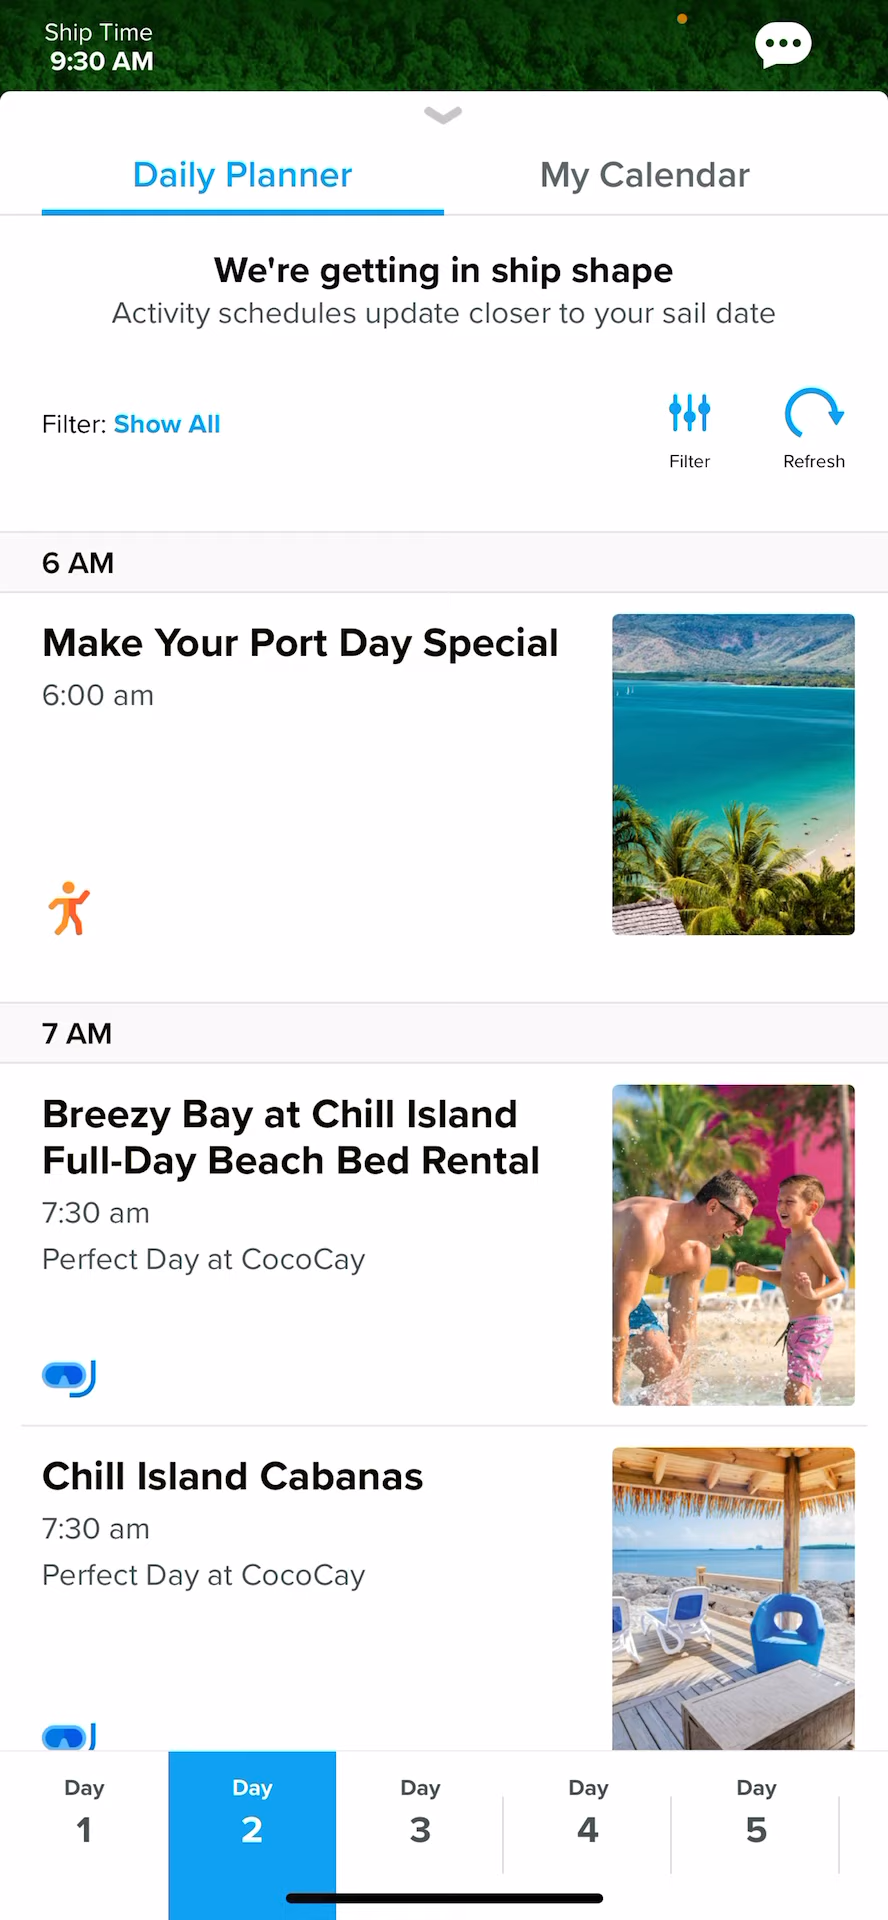 Ship Time
9:30 AM
Daily Planner
My Calendar
We're getting in ship shape
Activity schedules update closer to your sail date
Filter: Show All
Filter
Refresh
6 AM
Make Your Port Day Special
6:00 am
7 AM
Breezy Bay at Chill Island
Full-Day Beach Bed Rental
7:30 am
Perfect Day at CocoCay
Chill Island Cabanas
7:30 am
Perfect Day at CocoCay
Day
1
Day
2
Day
3
Day
4
Day
5